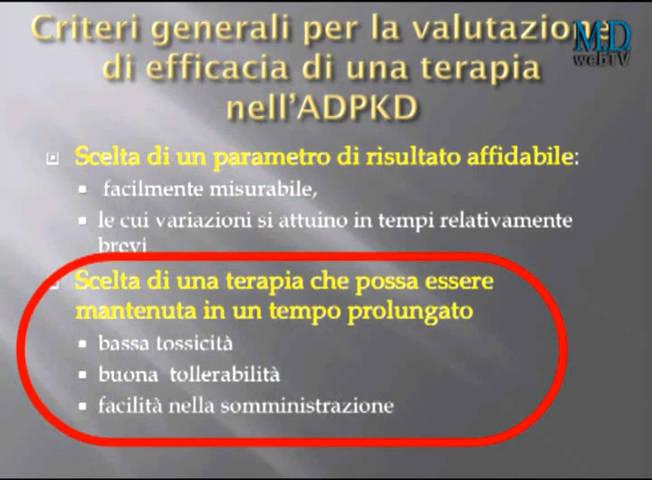 Criteri generali per la valutazione
M.D.
webTV
di efficacia di una terapia
nell'ADPKD
Scelta di un parametro di risultato affidabile:
facilmente misurabile,
le cui variazioni si attuino in tempi relativamente
brevi
Scelta di una terapia che possa essere
mantenuta in un tempo prolungato
bassa tossicità
buona tollerabilità
facilità nella somministrazione